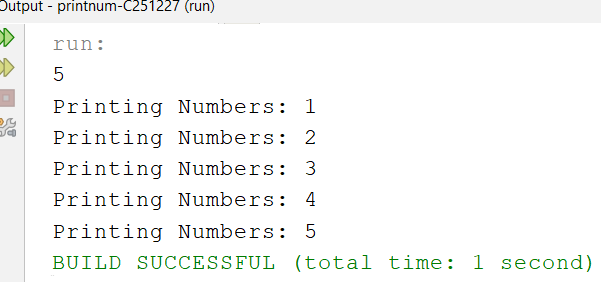 Output - printnum-C251227 (run)
run:
5
Printing Numbers: 1
Printing Numbers: 2
Printing Numbers: 3
Printing Numbers: 4
Printing Numbers: 5
BUILD SUCCESSFUL (total time: 1 second)